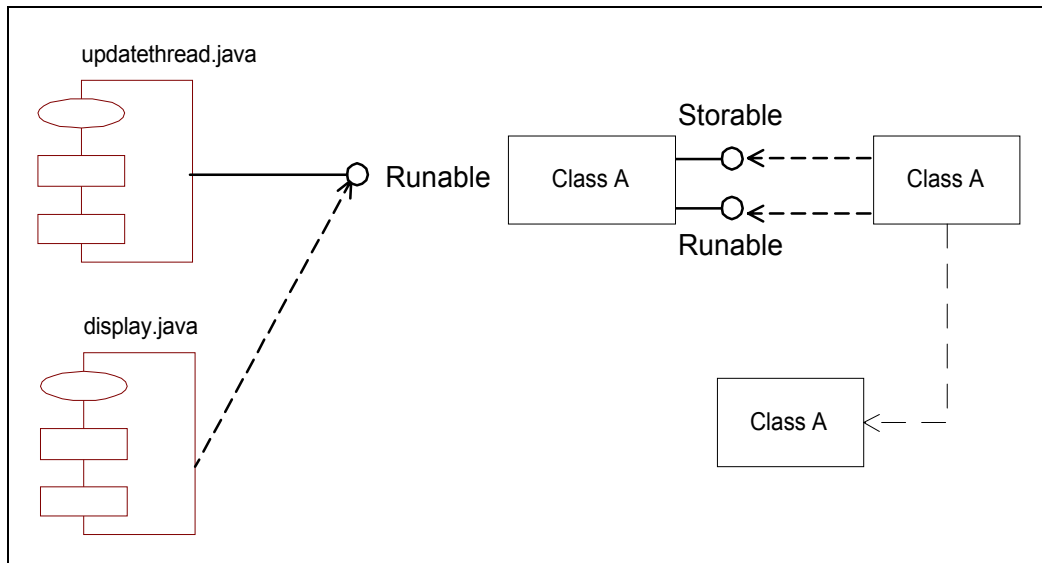 updatethread.java
Runable
display.java
Storable
Class A
Class A
Runable
Class A